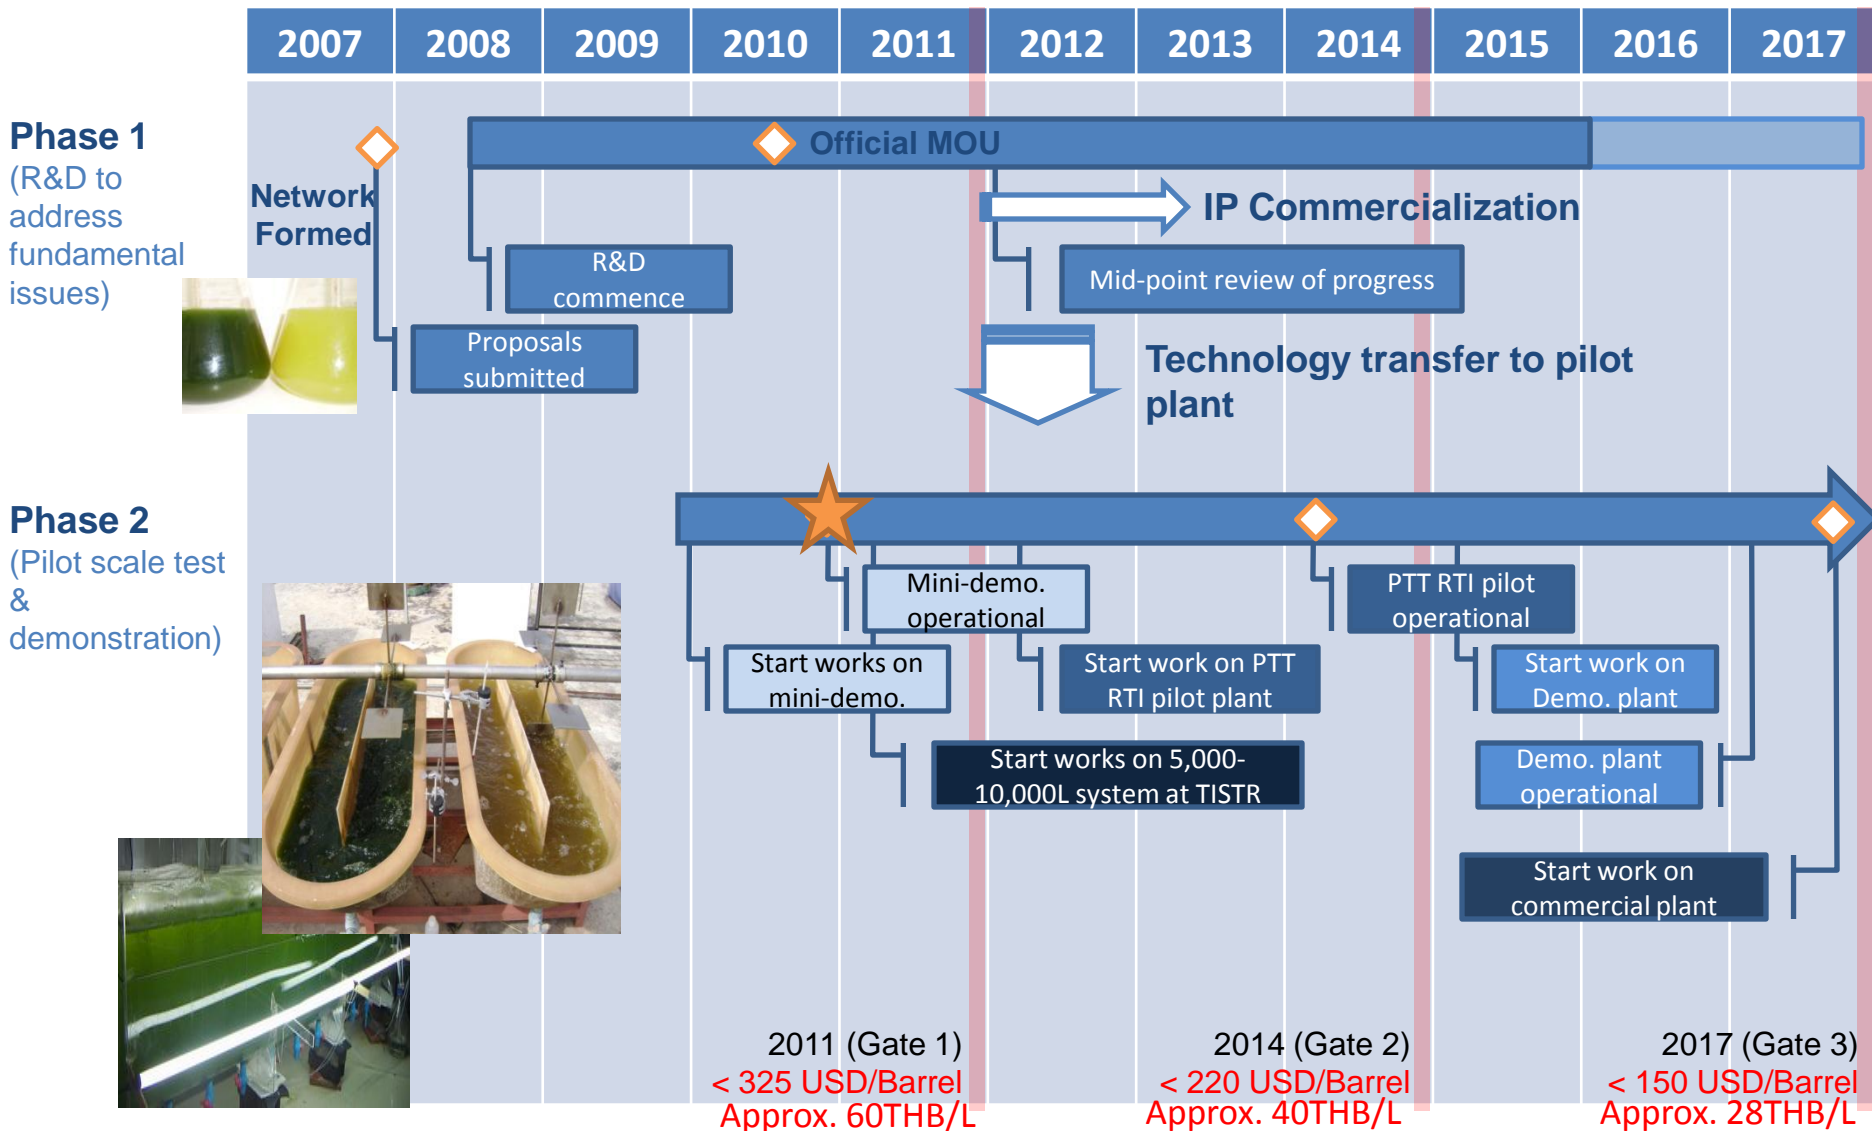 2007 2008 2009 2010 2011 2012 2013 2014 2015 2016 2017
Phase 1
(R&D to
address
fundamental
issues)
Network
Formed
Official MOU
IP Commercialization
R&D
commence
Mid-point review of progress
Proposals
submitted
Technology transfer to pilot
plant
Phase 2
(Pilot scale test
&
demonstration)
Mini-demo.
operational
PTT RTI pilot
operational
Start works on
mini-demo.
Start work on PTT
RTI pilot plant
Start work on
Demo. plant
Start works on 5,000-
10,000L system at TISTR
Demo. plant
operational
Start work on
commercial plant
2011 (Gate 1)
< 325 USD/Barrel
Approx. 60THB/L
2014 (Gate 2)
< 220 USD/Barrel
Approx. 40THB/L
2017 (Gate 3)
< 150 USD/Barrel
Approx. 28THB/L